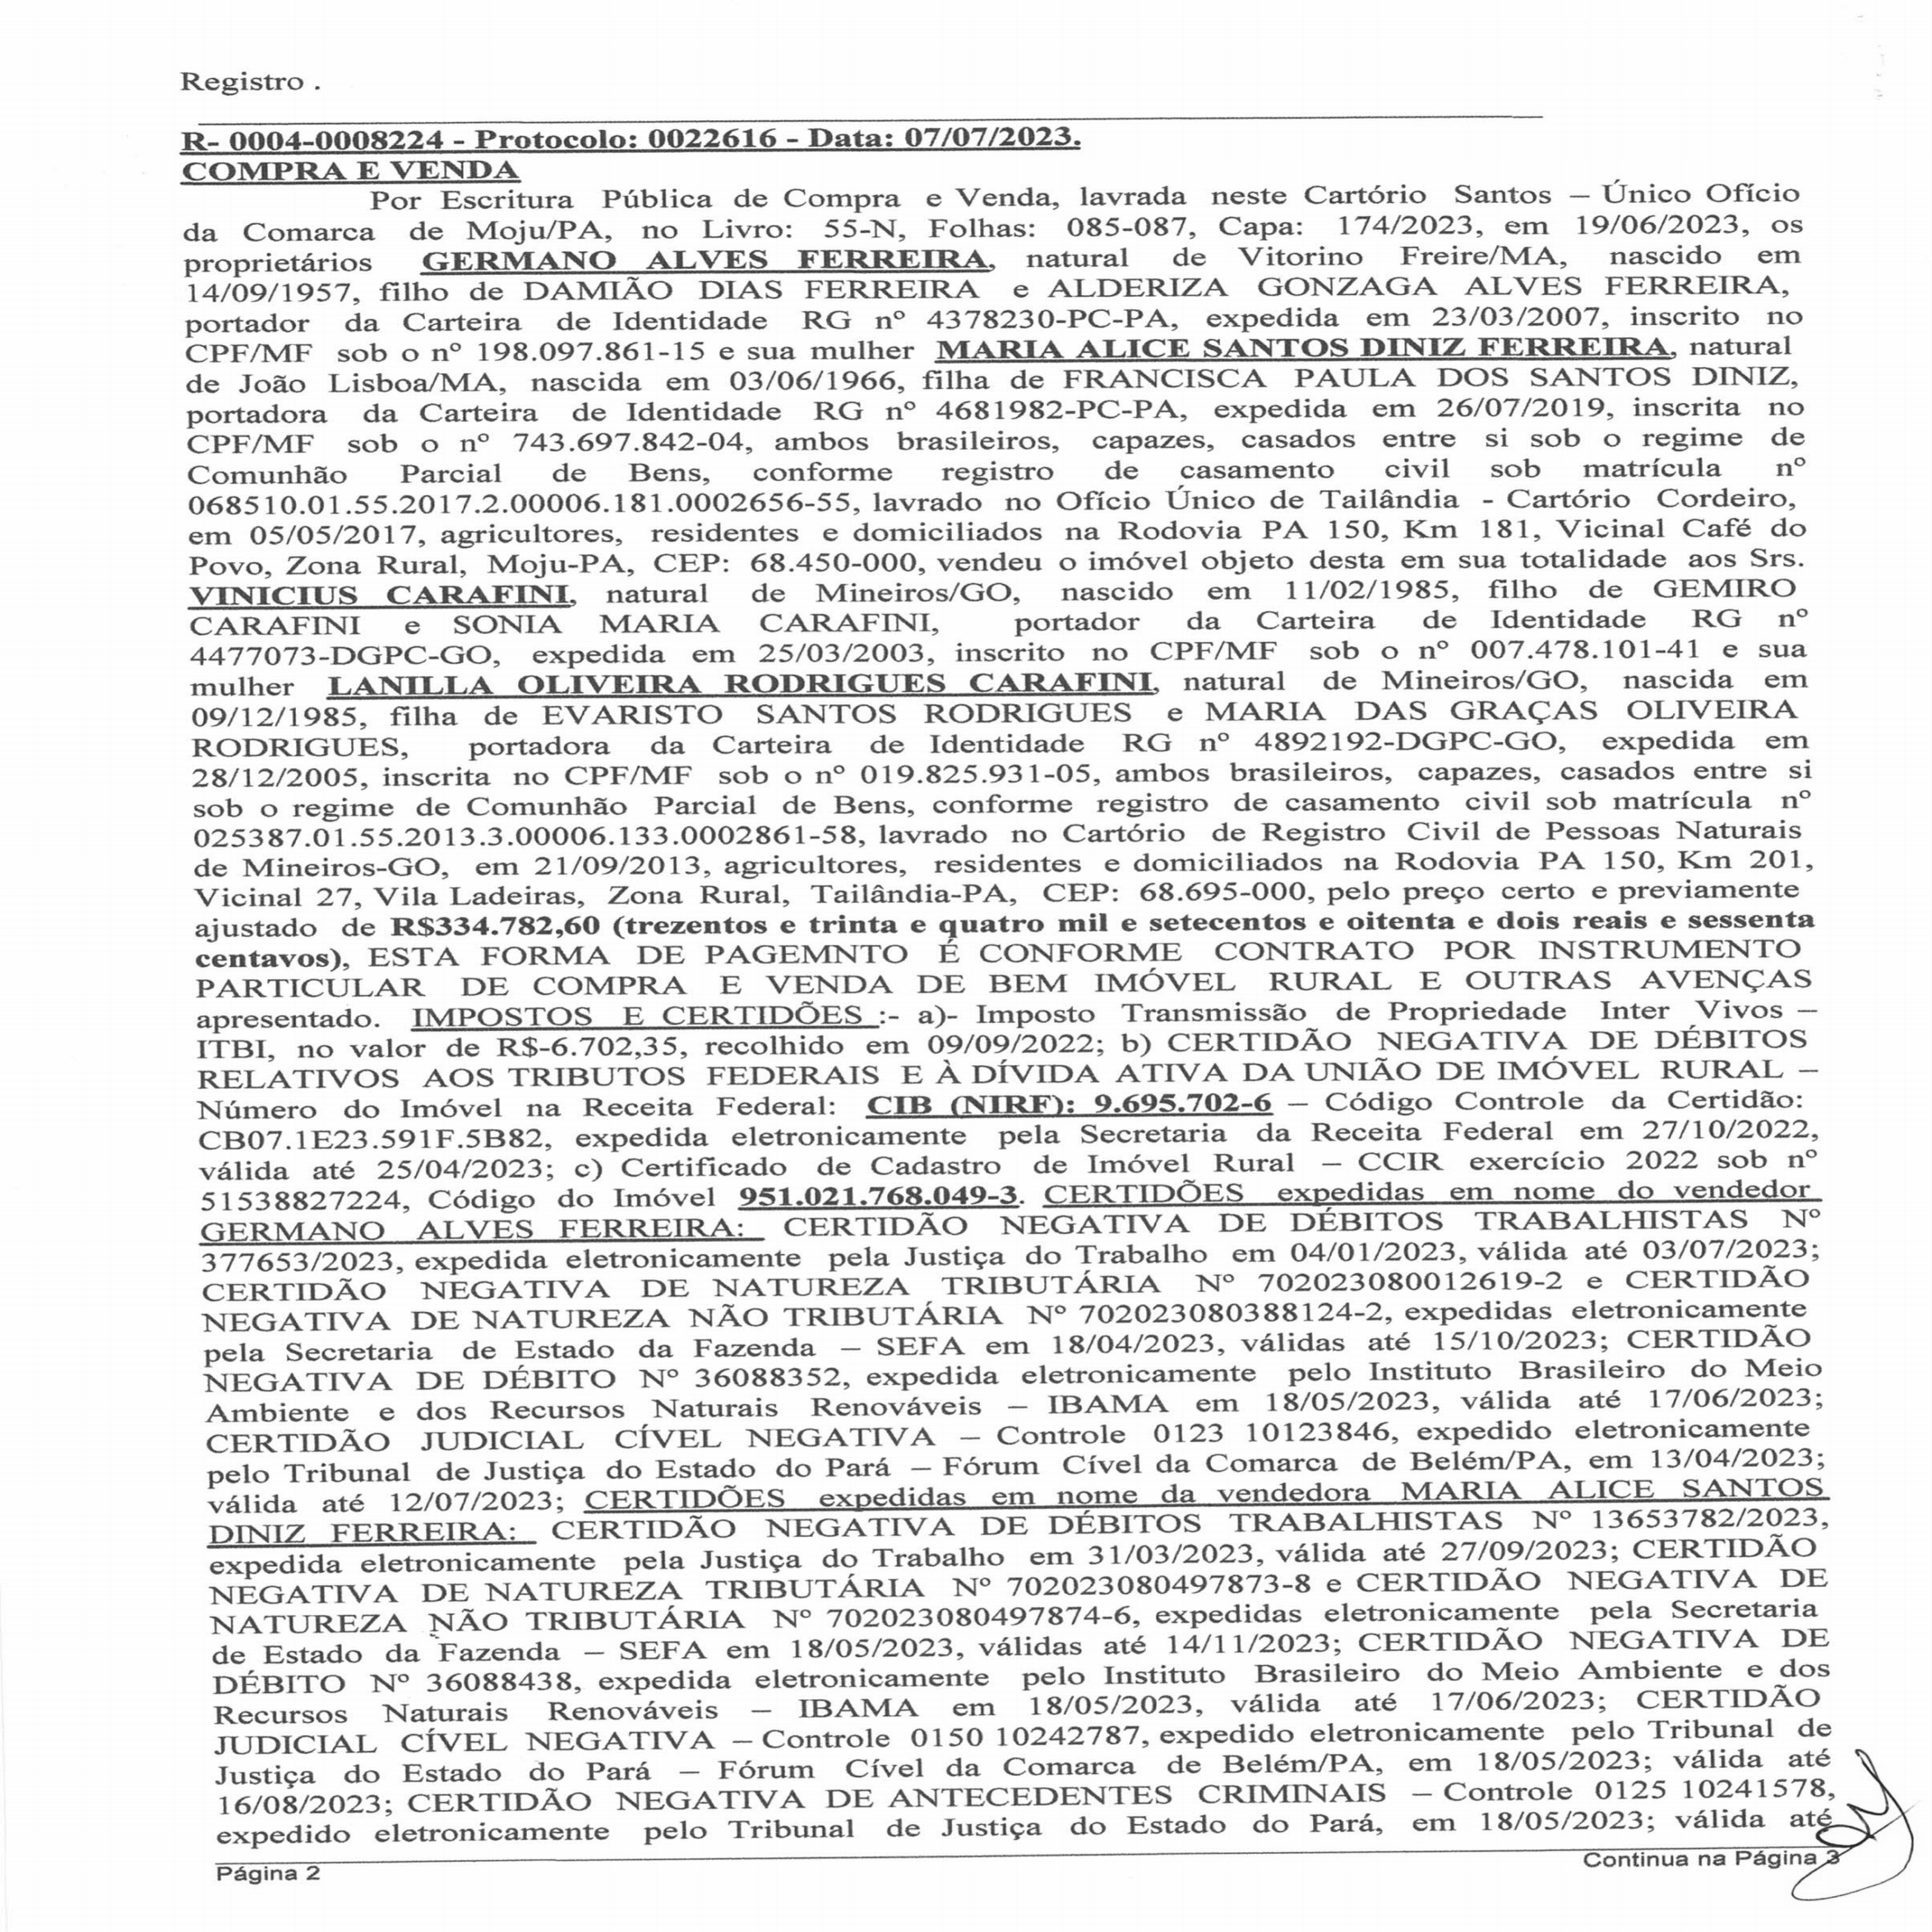 Registro .
R- 0004-0008224 - Protocolo: 0022616 - Data: 07/07/2023.
COMPRA E VENDA
Por Escritura Pública de Compra e Venda, lavrada neste Cartório Santos – Único Ofício
da Comarca de Moju/PA, no Livro: 55-N, Folhas: 085-087, Capa: 174/2023, em 19/06/2023, os
proprietários GERMANO ALVES FERREIRA, natural de Vitorino Freire/MA, nascido em
14/09/1957, filho de DAMIÃO DIAS FERREIRA e ALDERIZA GONZAGA ALVES FERREIRA,
portador da Carteira de Identidade RG nº 4378230-PC-PA, expedida em 23/03/2007, inscrito no
CPF/MF sob o nº 198.097.861-15 e sua mulher MARIA ALICE SANTOS DINIZ FERREIRA, natural
de João Lisboa/MA, nascida em 03/06/1966, filha de FRANCISCA PAULA DOS SANTOS DINIZ,
portadora da Carteira de Identidade RG nº 4681982-PC-PA, expedida em 26/07/2019, inscrita no
CPF/MF sob o nº 743.697.842-04, ambos brasileiros, capazes, casados entre si sob o regime de
Comunhão Parcial de Bens, conforme registro de casamento civil sob matrícula nº
068510.01.55.2017.2.00006.181.0002656-55, lavrado no Ofício Único de Tailândia - Cartório Cordeiro,
em 05/05/2017, agricultores, residentes e domiciliados na Rodovia PA 150, Km 181, Vicinal Café do
Povo, Zona Rural, Moju-PA, CEP: 68.450-000, vendeu o imóvel objeto desta em sua totalidade aos Srs.
VINICIUS CARAFINI, natural de Mineiros/GO, nascido em 11/02/1985, filho de GEMIRO
CARAFINI e SONIA MARIA CARAFINI, portador da Carteira de Identidade RG nº
4477073-DGPC-GO, expedida em 25/03/2003, inscrito no CPF/MF sob o nº 007.478.101-41 e sua
mulher LANILLA OLIVEIRA RODRIGUES CARAFINI, natural de Mineiros/GO, nascida em
09/12/1985, filha de EVARISTO SANTOS RODRIGUES e MARIA DAS GRAÇAS OLIVEIRA
RODRIGUES, portadora da Carteira de Identidade RG nº 4892192-DGPC-GO, expedida em
28/12/2005, inscrita no CPF/MF sob o nº 019.825.931-05, ambos brasileiros, capazes, casados entre si
sob o regime de Comunhão Parcial de Bens, conforme registro de casamento civil sob matrícula nº
025387.01.55.2013.3.00006.133.0002861-58, lavrado no Cartório de Registro Civil de Pessoas Naturais
de Mineiros-GO, em 21/09/2013, agricultores, residentes e domiciliados na Rodovia PA 150, Km 201,
Vicinal 27, Vila Ladeiras, Zona Rural, Tailândia-PA, CEP: 68.695-000, pelo preço certo e previamente
ajustado de R$334.782,60 (trezentos e trinta e quatro mil e setecentos e oitenta e dois reais e sessenta
centavos), ESTA FORMA DE PAGEMNTO É CONFORME CONTRATO POR INSTRUMENTO
PARTICULAR DE COMPRA E VENDA DE BEM IMÓVEL RURAL E OUTRAS AVENÇAS
apresentado. IMPOSTOS E CERTIDÕES :- a)- Imposto Transmissão de Propriedade Inter Vivos –
ITBI, no valor de R$-6.702,35, recolhido em 09/09/2022; b) CERTIDÃO NEGATIVA DE DÉBITOS
RELATIVOS AOS TRIBUTOS FEDERAIS E À DÍVIDA ATIVA DA UNIÃO DE IMÓVEL RURAL –
Número do Imóvel na Receita Federal: CIB (NIRF): 9.695.702-6 – Código Controle da Certidão:
CB07.1E23.591F.5B82, expedida eletronicamente pela Secretaria da Receita Federal em 27/10/2022,
válida até 25/04/2023; c) Certificado de Cadastro de Imóvel Rural – CCIR exercício 2022 sob nº
51538827224, Código do Imóvel 951.021.768.049-3. CERTIDÕES expedidas em nome do vendedor
GERMANO ALVES FERREIRA: CERTIDÃO NEGATIVA DE DÉBITOS TRABALHISTAS Nº
377653/2023, expedida eletronicamente pela Justiça do Trabalho em 04/01/2023, válida até 03/07/2023;
CERTIDÃO NEGATIVA DE NATUREZA TRIBUTÁRIA Nº 702023080012619-2 e CERTIDÃO
NEGATIVA DE NATUREZA NÃO TRIBUTÁRIA Nº 702023080388124-2, expedidas eletronicamente
pela Secretaria de Estado da Fazenda – SEFA em 18/04/2023, válidas até 15/10/2023; CERTIDÃO
NEGATIVA DE DÉBITO Nº 36088352, expedida eletronicamente pelo Instituto Brasileiro do Meio
Ambiente e dos Recursos Naturais Renováveis – IBAMA em 18/05/2023, válida até 17/06/2023;
CERTIDÃO JUDICIAL CÍVEL NEGATIVA – Controle 0123 10123846, expedido eletronicamente
pelo Tribunal de Justiça do Estado do Pará – Fórum Cível da Comarca de Belém/PA, em 13/04/2023;
válida até 12/07/2023; CERTIDÕES expedidas em nome da vendedora MARIA ALICE SANTOS
DINIZ FERREIRA: CERTIDÃO NEGATIVA DE DÉBITOS TRABALHISTAS Nº 13653782/2023,
expedida eletronicamente pela Justiça do Trabalho em 31/03/2023, válida até 27/09/2023; CERTIDÃO
NEGATIVA DE NATUREZA TRIBUTÁRIA Nº 702023080497873-8 e CERTIDÃO NEGATIVA DE
NATUREZA NÃO TRIBUTÁRIA Nº 702023080497874-6, expedidas eletronicamente pela Secretaria
de Estado da Fazenda – SEFA em 18/05/2023, válidas até 14/11/2023; CERTIDÃO NEGATIVA DE
DÉBITO Nº 36088438, expedida eletronicamente pelo Instituto Brasileiro do Meio Ambiente e dos
Recursos Naturais Renováveis – IBAMA em 18/05/2023, válida até 17/06/2023; CERTIDÃO
JUDICIAL CÍVEL NEGATIVA – Controle 0150 10242787, expedido eletronicamente pelo Tribunal de
Justiça do Estado do Pará – Fórum Cível da Comarca de Belém/PA, em 18/05/2023; válida até
16/08/2023; CERTIDÃO NEGATIVA DE ANTECEDENTES CRIMINAIS – Controle 0125 10241578,
expedido eletronicamente pelo Tribunal de Justiça do Estado do Pará, em 18/05/2023; válida até
Página 2
Continua na Página 3